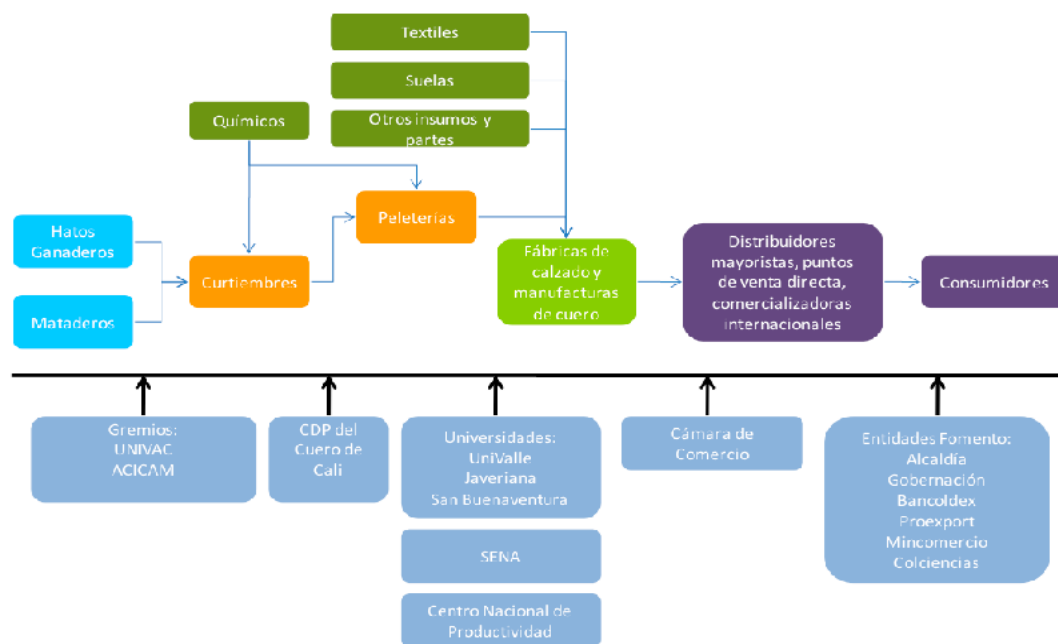 Textiles
Suelas
Otros insumos y
partes
Químicos
Peleterías
Hatos
Ganaderos
Curtiembres
Mataderos
Fábricas de
calzado y
manufacturas
de cuero
Distribuidores
mayoristas, puntos
de venta directa,
comercializadoras
internacionales
Consumidores
Gremios:
UNIVAC
ACICAM
CDP del
Cuero de
Cali
Universidades:
UniValle
Javeriana
San Buenaventura
SENA
Centro Nacional de
Productividad
Cámara de
Comercio
Entidades Fomento:
Alcaldía
Gobernación
Bancoldex
Proexport
Mincomercio
Colciencias